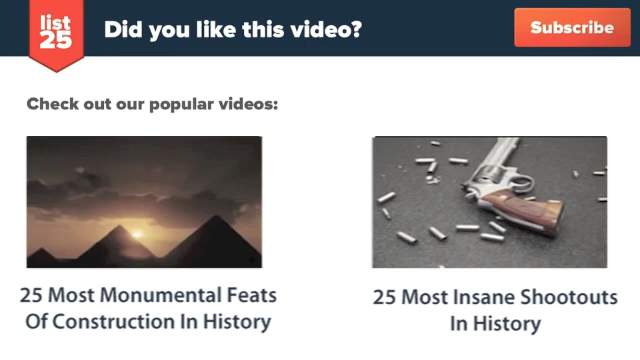 list
25
Did you like this video?
Subscribe
Check out our popular videos:
25 Most Monumental Feats
Of Construction In History
25 Most Insane Shootouts
In History